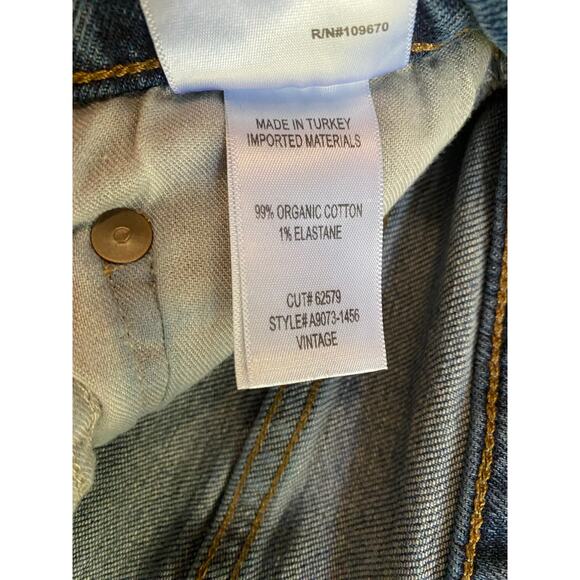 R/N#109670
MADE IN TURKEY
IMPORTED MATERIALS
99% ORGANIC COTTON
1% ELASTANE
CUT# 62579
STYLE# A9073-1456
VINTAGE
C